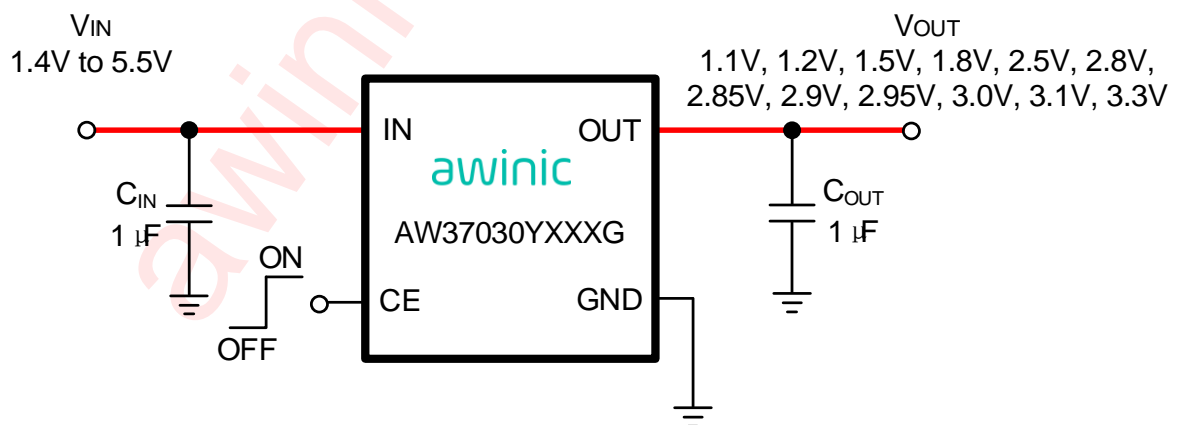 VIN
1.4V to 5.5V
VOUT
1.1V, 1.2V, 1.5V, 1.8V, 2.5V, 2.8V,
2.85V, 2.9V, 2.95V, 3.0V, 3.1V, 3.3V
IN
OUT
awinic
AW37030YXXXG
CIN
1 μF
COUT
1 μF
ON
OFF
CE
GND
awini